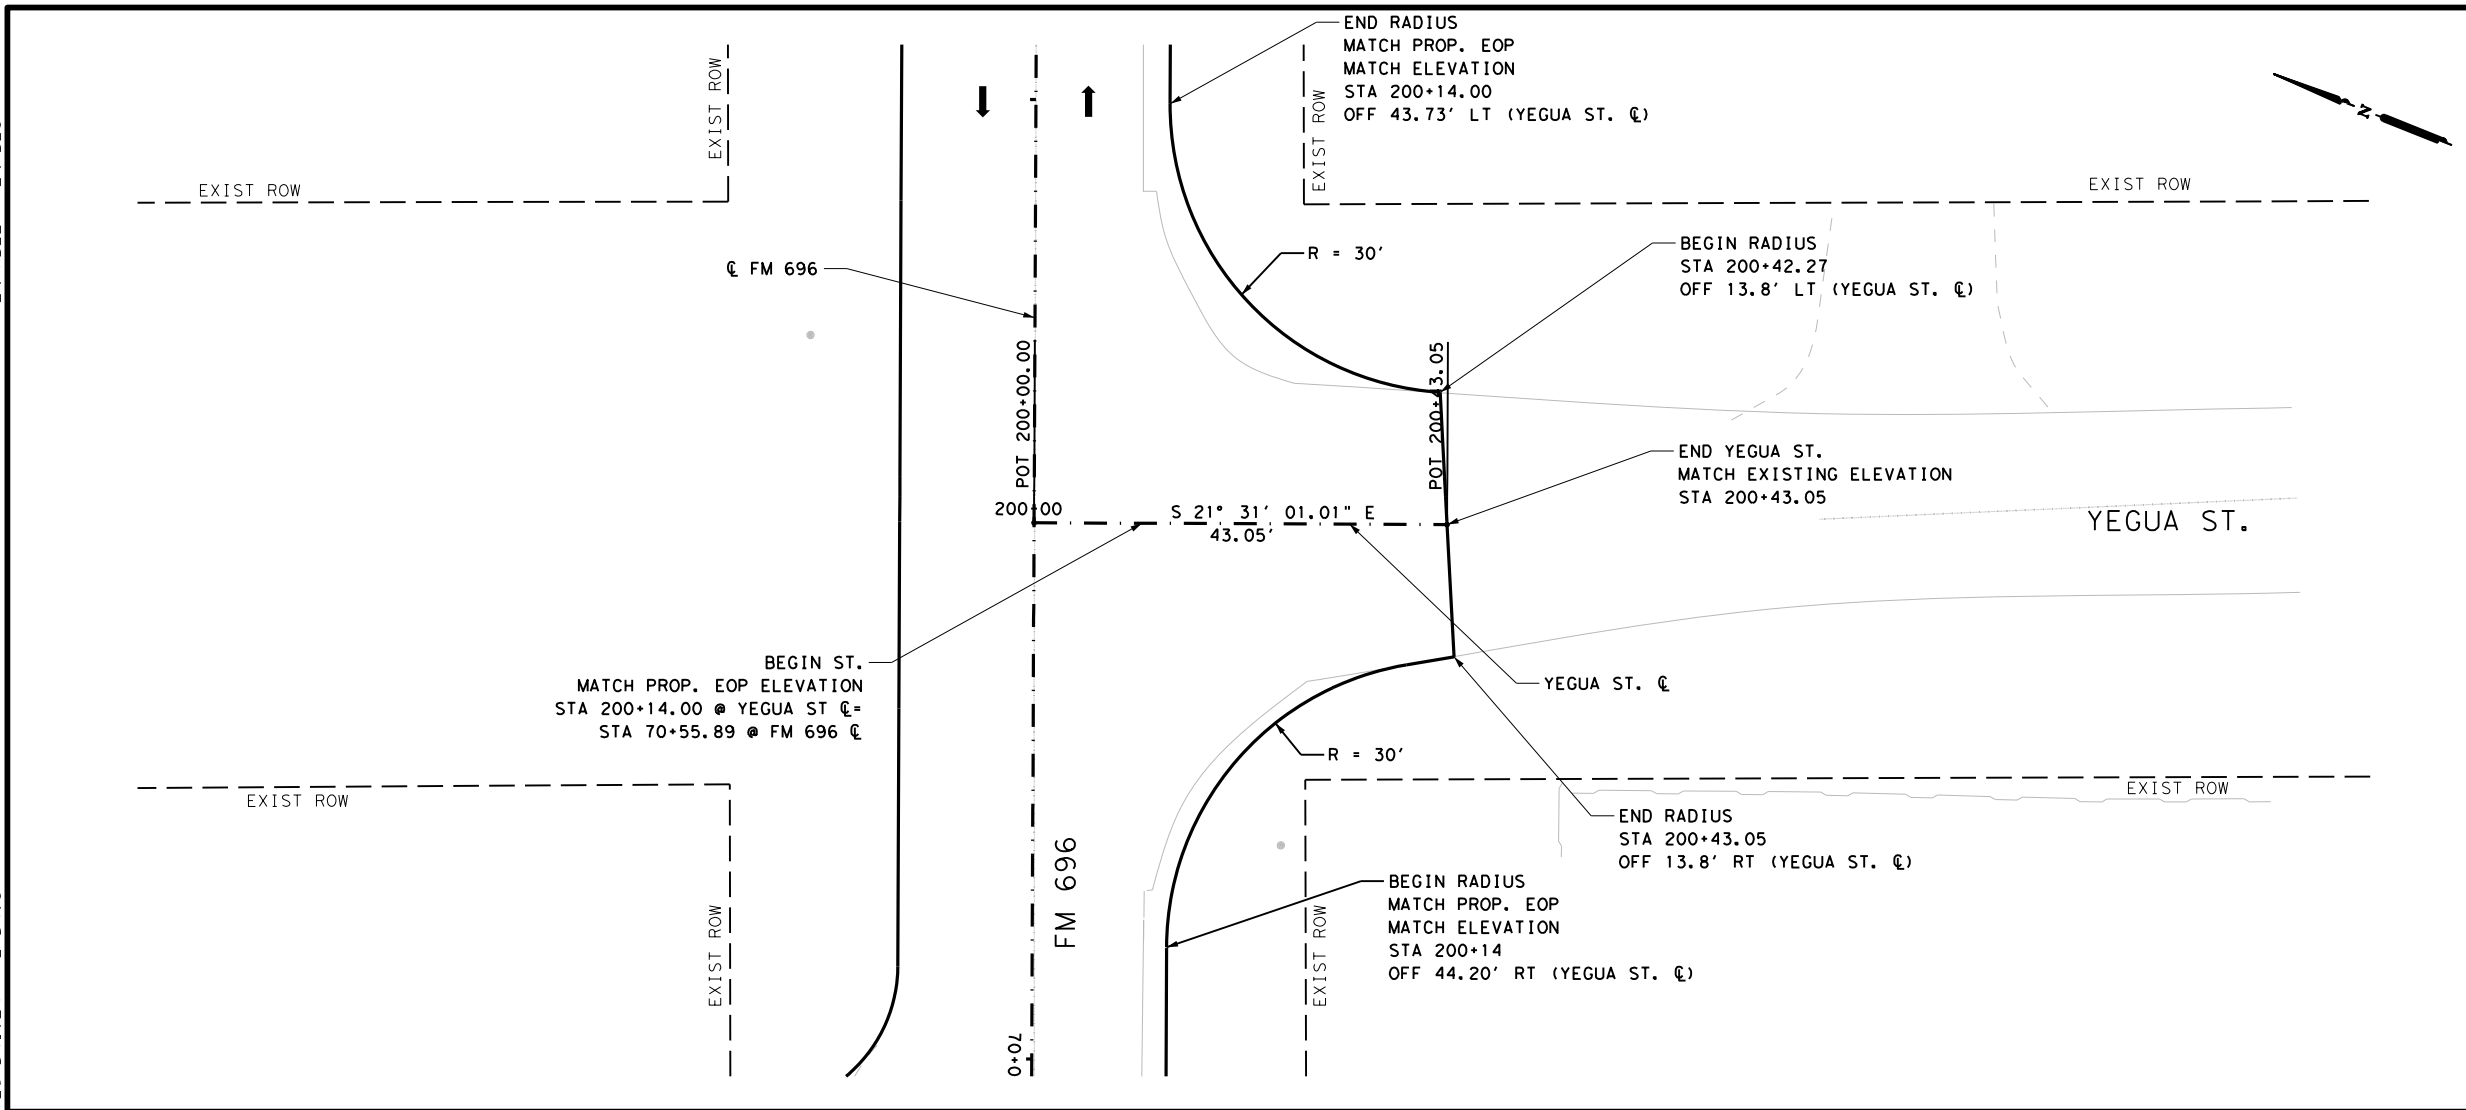 END RADIUS
MATCH PROP. EOP
MATCH ELEVATION
STA 200+14.00
OFF 43.73' LT (YEGUA ST. ℄)
EXIST ROW
EXIST ROW
N
EXIST ROW
EXIST ROW
℄ FM 696
R = 30'
BEGIN RADIUS
STA 200+42.27
OFF 13.8' LT (YEGUA ST. ℄)
POT 200+00.00
POT 200+43.05
END YEGUA ST.
MATCH EXISTING ELEVATION
STA 200+43.05
200+00
S 21° 31' 01.01" E
43.05'
YEGUA ST.
BEGIN ST.
MATCH PROP. EOP ELEVATION
STA 200+14.00 @ YEGUA ST ℄=
STA 70+55.89 @ FM 696 ℄
YEGUA ST. ℄
R = 30'
EXIST ROW
EXIST ROW
END RADIUS
STA 200+43.05
OFF 13.8' RT (YEGUA ST. ℄)
FM 696
BEGIN RADIUS
MATCH PROP. EOP
MATCH ELEVATION
STA 200+14
OFF 44.20' RT (YEGUA ST. ℄)
EXIST ROW
EXIST ROW
70+0